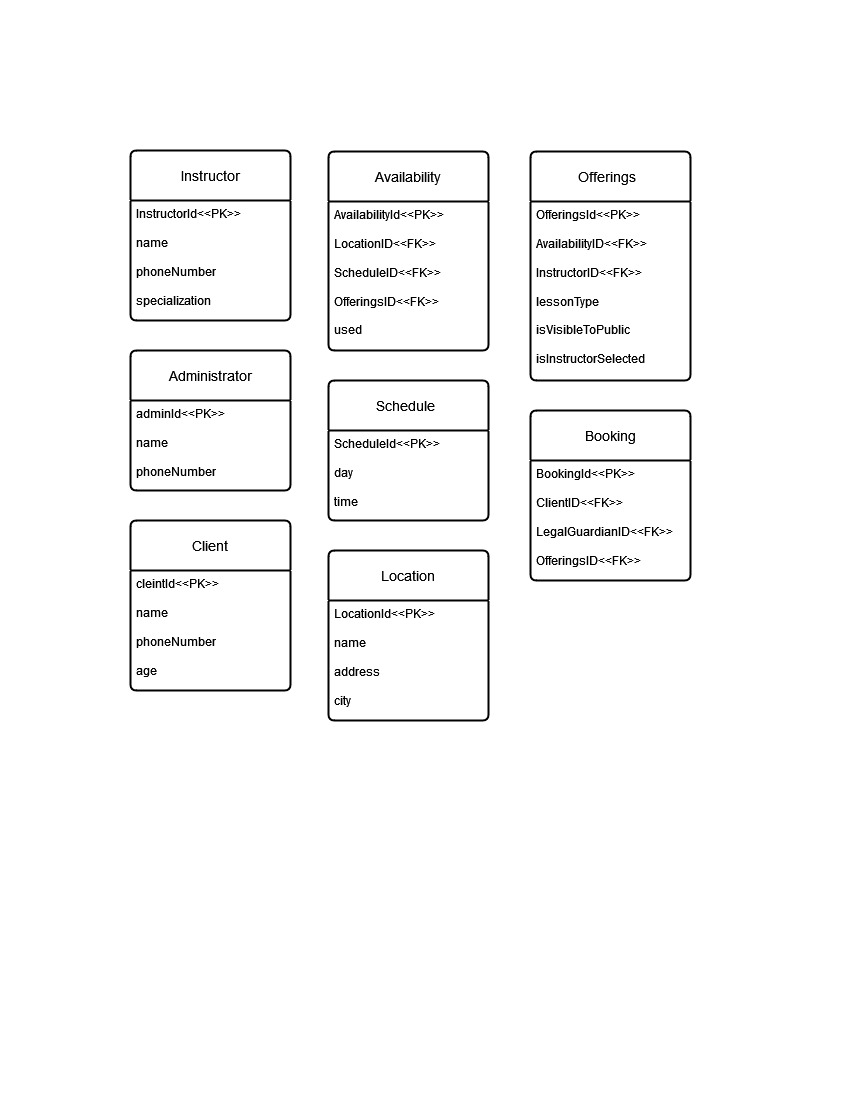 Instructor
InstructorId<<PK>>
name
phoneNumber
specialization
Administrator
adminId<<PK>>
name
phoneNumber
Client
cleintId<<PK>>
name
phoneNumber
age
Availability
AvailabilityId<<PK>>
LocationID<<FK>>
ScheduleID<<FK>>
OfferingsID<<FK>>
used
Schedule
ScheduleId<<PK>>
day
time
Location
LocationId<<PK>>
name
address
city
Offerings
OfferingsId<<PK>>
AvailabilityID<<FK>>
InstructorID<<FK>>
lessonType
isVisibleToPublic
isInstructorSelected
Booking
BookingId<<PK>>
ClientID<<FK>>
LegalGuardianID<<FK>>
OfferingsID<<FK>>